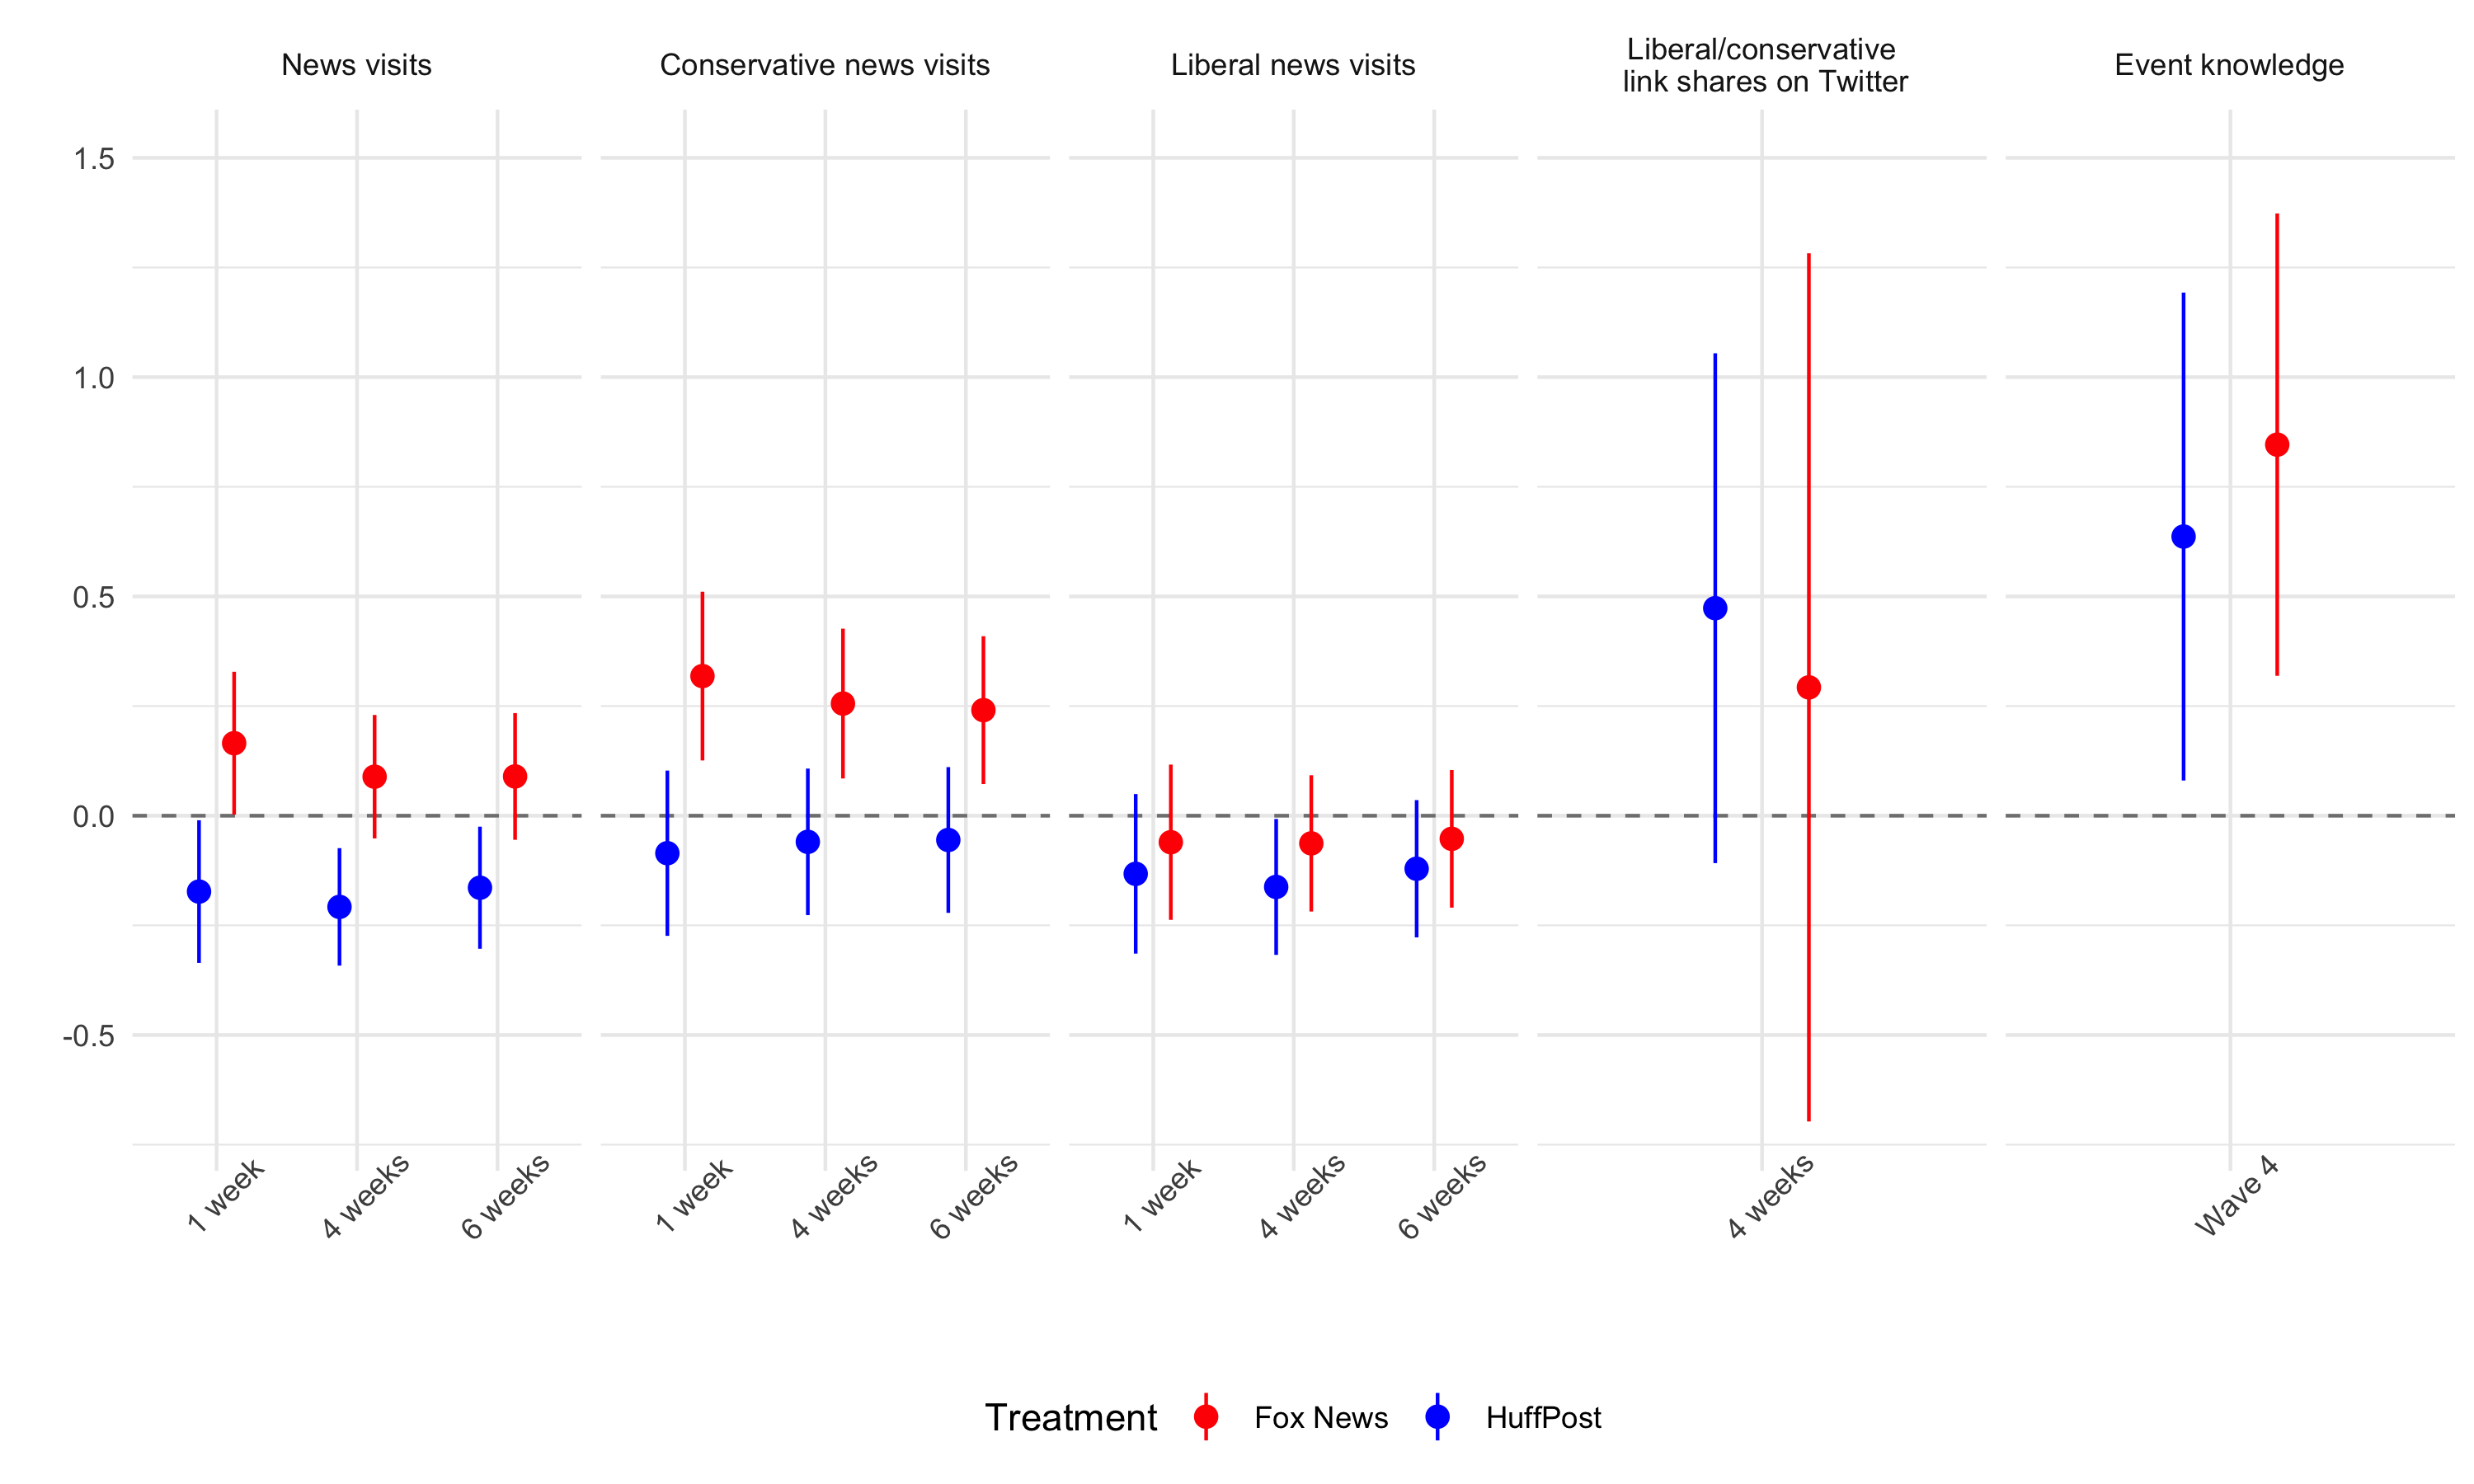 News visits
Conservative news visits
Liberal news visits
Liberal/conservative
link shares on Twitter
Event knowledge
1.5
1.0
0.5
0.0
-0.5
1 week
4 weeks
6 weeks
1 week
4 weeks
6 weeks
1 week
4 weeks
6 weeks
4 weeks
Wave 4
Treatment Fox News HuffPost